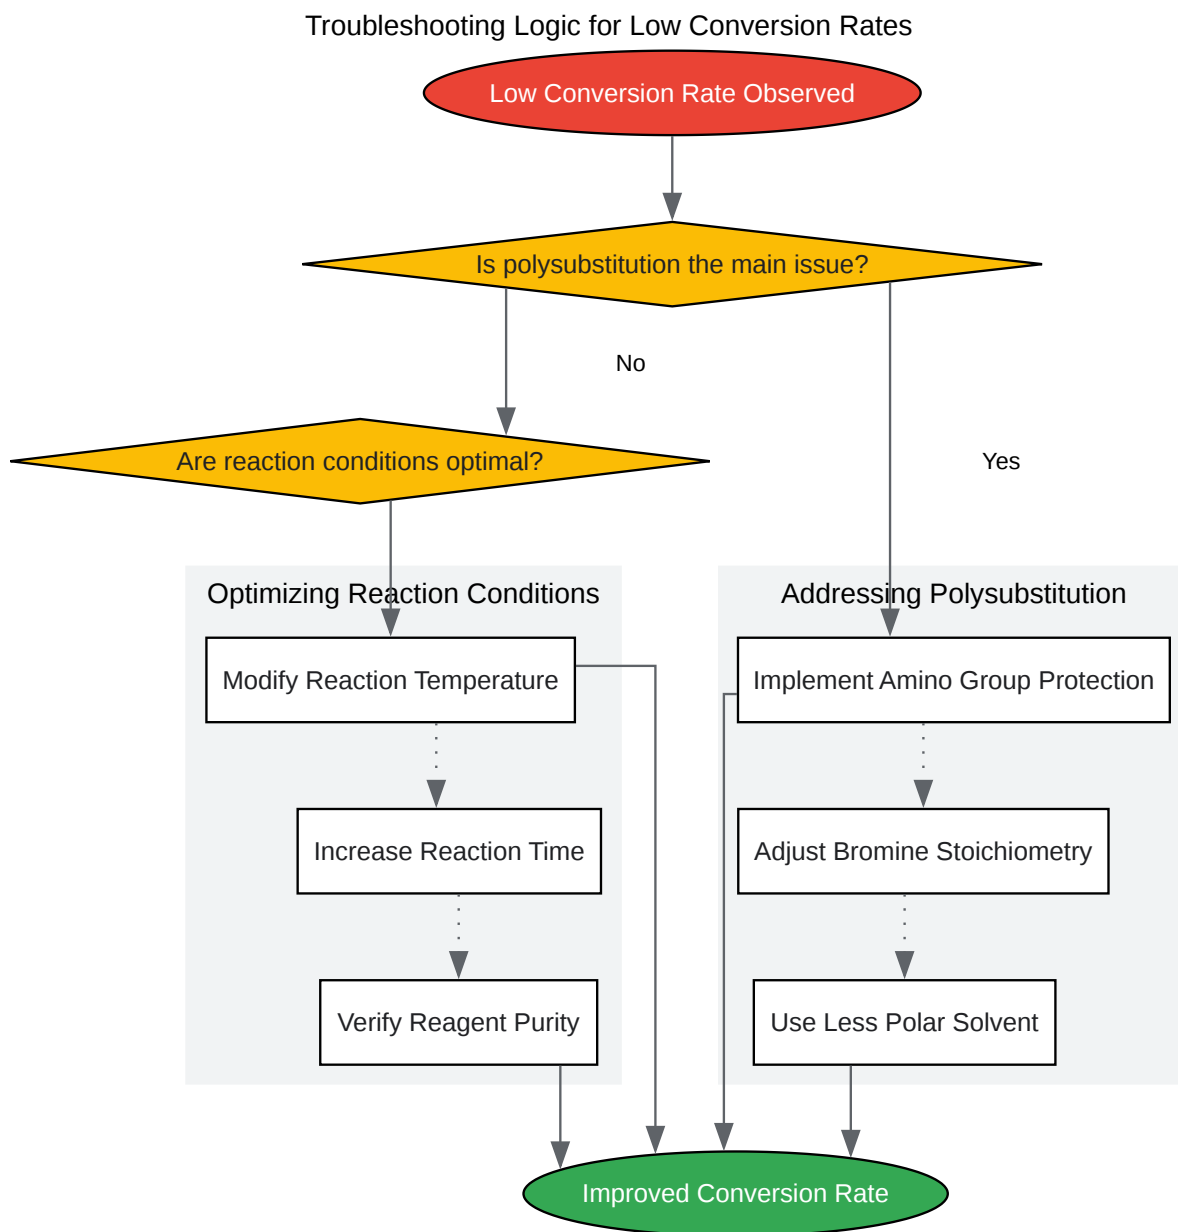 Troubleshooting Logic for Low Conversion Rates
Low Conversion Rate Observed
Is polysubstitution the main issue?
No
Are reaction conditions optimal?
Yes
Optimizing Reaction Conditions
Addressing Polysubstitution
Modify Reaction Temperature
Implement Amino Group Protection
Increase Reaction Time
Adjust Bromine Stoichiometry
Verify Reagent Purity
Use Less Polar Solvent
Improved Conversion Rate